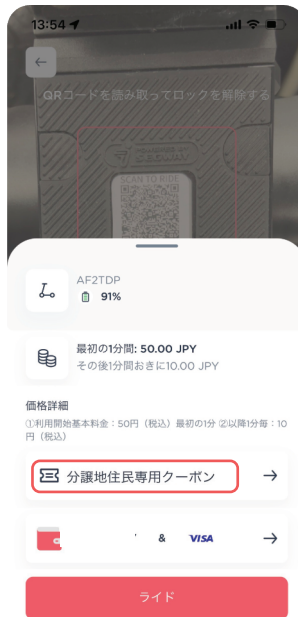 13:54
QRコードを読み取ってロックを解除する
SCAN TO RIDE
SEGWAY
AF2TDP
91%
最初の1分間: 50.00 JPY
その後1分間おきに10.00 JPY
価格詳細
①利用開始基本料金：50円（税込）最初の1分 ②以降1分毎：10
円（税込）
分譲地住民専用クーポン
& VISA
ライド